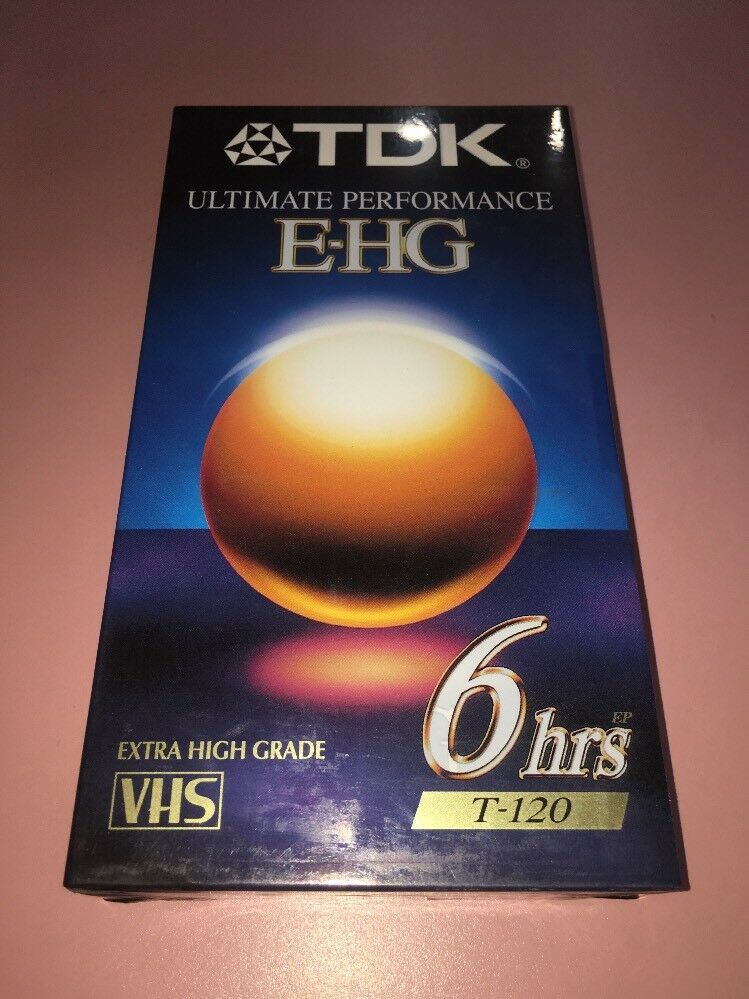 TDK®
ULTIMATE PERFORMANCE
E-HG
6 hrs EP
EXTRA HIGH GRADE
VHS
T-120